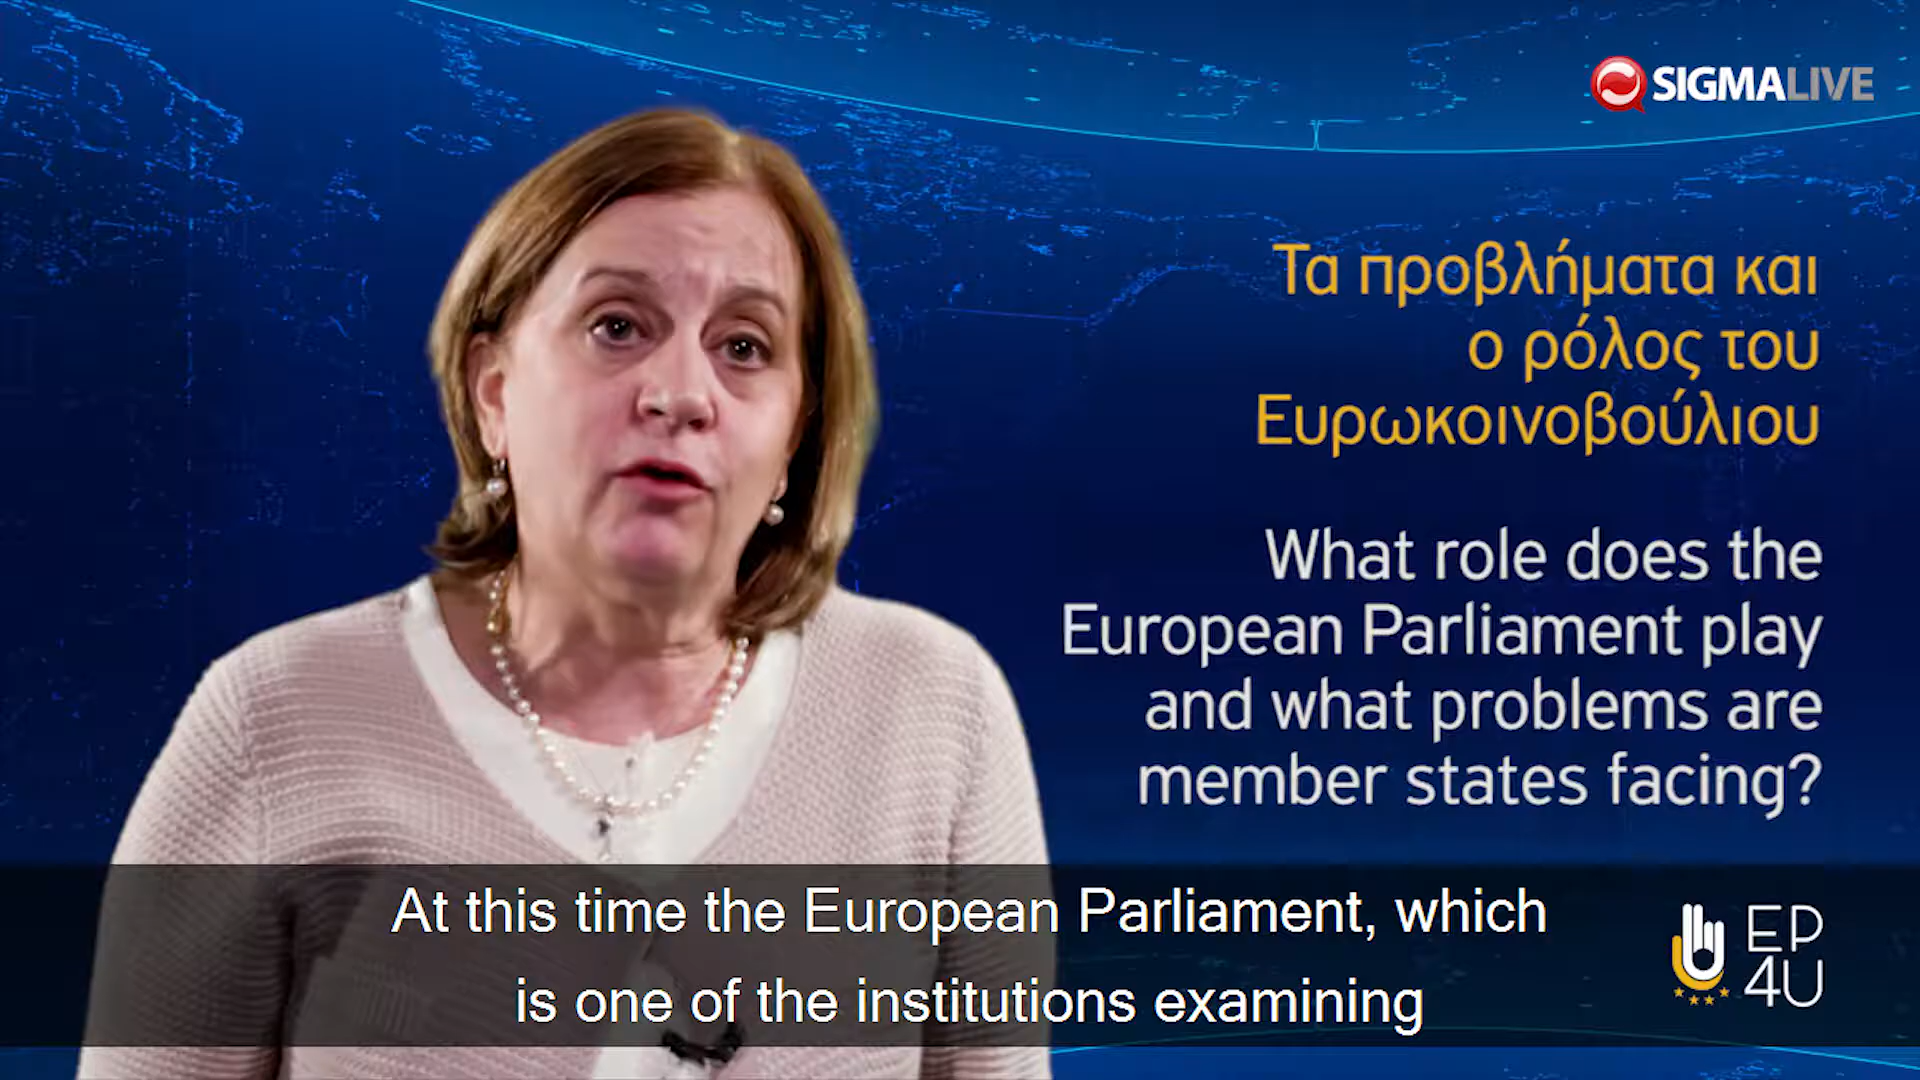 SIGMALIVE
Τα προβλήματα και
ο ρόλος του
Ευρωκοινοβούλιου
What role does the
European Parliament play
and what problems are
member states facing?
At this time the European Parliament, which
is one of the institutions examining
EP
4U